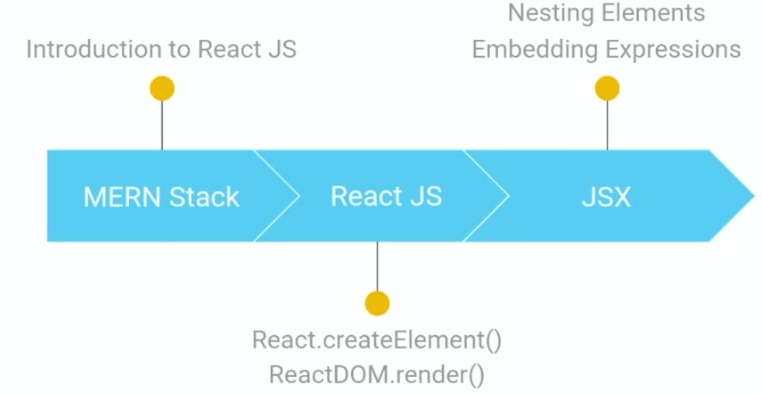 Nesting Elements
Introduction to React JS
Embedding Expressions
MERN Stack
React JS
JSX
React.createElement()
ReactDOM.render()